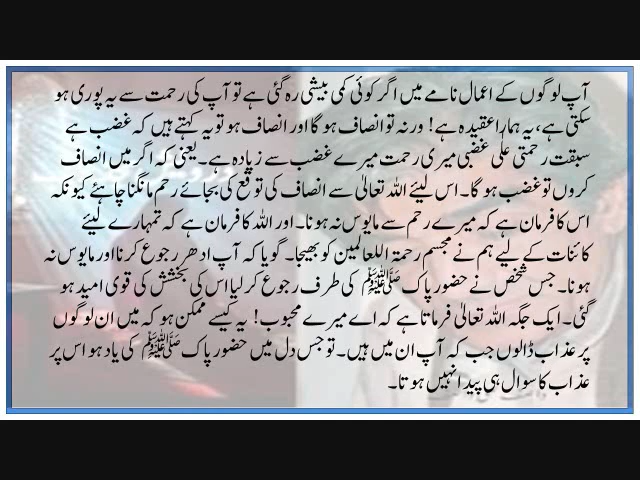 آپ لوگوں کے اعمال نامے میں اگر کوئی کمی بیشی رہ گئی ہے تو آپ کی رحمت سے یہ پوری ہو
سکتی ہے، یہ ہمارا عقیدہ ہے! ورنہ تو انصاف ہو گا اور انصاف ہو تو یہ کہتے ہیں کہ غضب ہے
سبقت رحمتی علٰی غضبی میری رحمت میرے غضب سے زیادہ ہے۔ یعنی کہ اگر میں انصاف
کروں تو غضب ہو گا۔ اس لیئے اللہ تعالٰی سے انصاف کی توقع کی بجائے رحم مانگنا چاہئے کیونکہ
اس کا فرمان ہے کہ میرے رحم سے مایوس نہ ہونا۔ اور اللہ کا فرمان ہے کہ تمہارے لیئے
کائنات کے لیے ہم نے مجسم رحمۃ اللعالمین کو بھیجا۔ گویا کہ آپ ادھر رجوع کرنا اور مایوس نہ
ہونا۔ جس شخص نے حضور پاک ﷺ کی طرف رجوع کر لیا اس کی بخشش کی قوی امید ہو
گئی۔ ایک جگہ اللہ تعالٰی فرماتا ہے کہ اے میرے محبوب! یہ کیسے ممکن ہو کہ میں ان لوگوں
پر عذاب ڈالوں جب کہ آپ ان میں ہیں۔ تو جس دل میں حضور پاک ﷺ کی یاد ہو اس پر
عذاب کا سوال ہی پیدا نہیں ہوتا۔